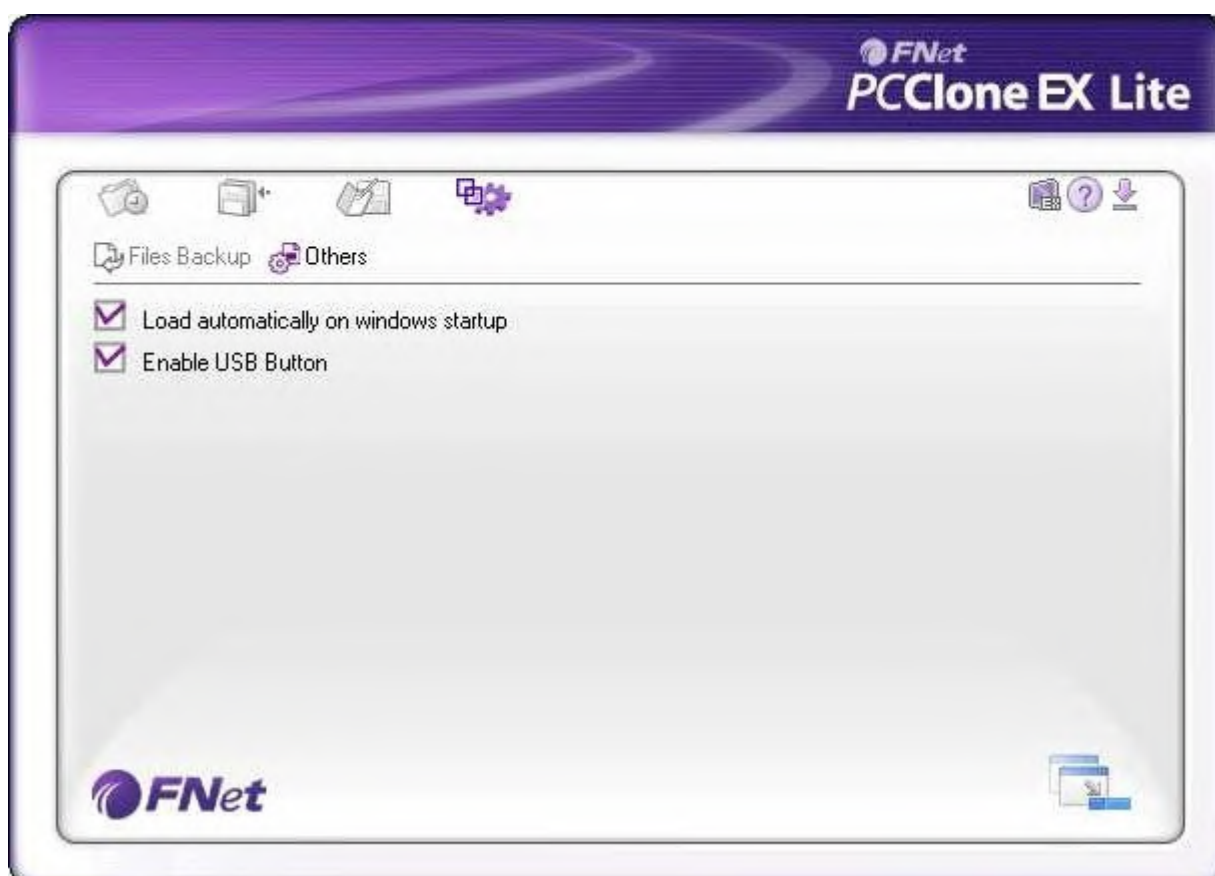 FNet
PCClone EX Lite
Files Backup Others
Load automatically on windows startup
Enable USB Button
FNet